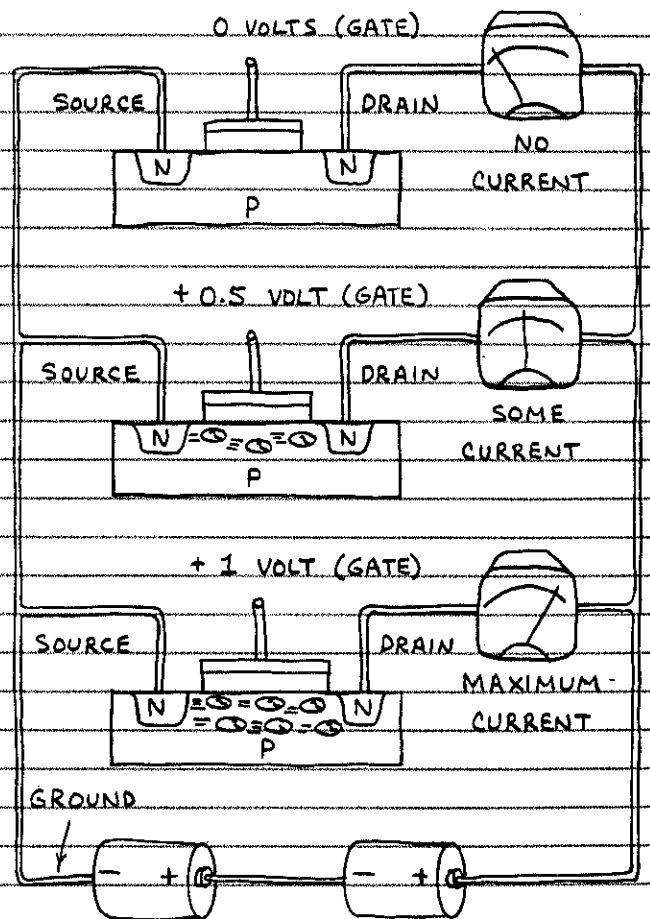 0 VOLTS (GATE)
SOURCE
DRAIN
N
N
P
NO
CURRENT
+ 0.5 VOLT (GATE)
SOURCE
DRAIN
N
N
P
SOME
CURRENT
+ 1 VOLT (GATE)
SOURCE
DRAIN
N
N
P
MAXIMUM-
CURRENT
GROUND
- +
- +